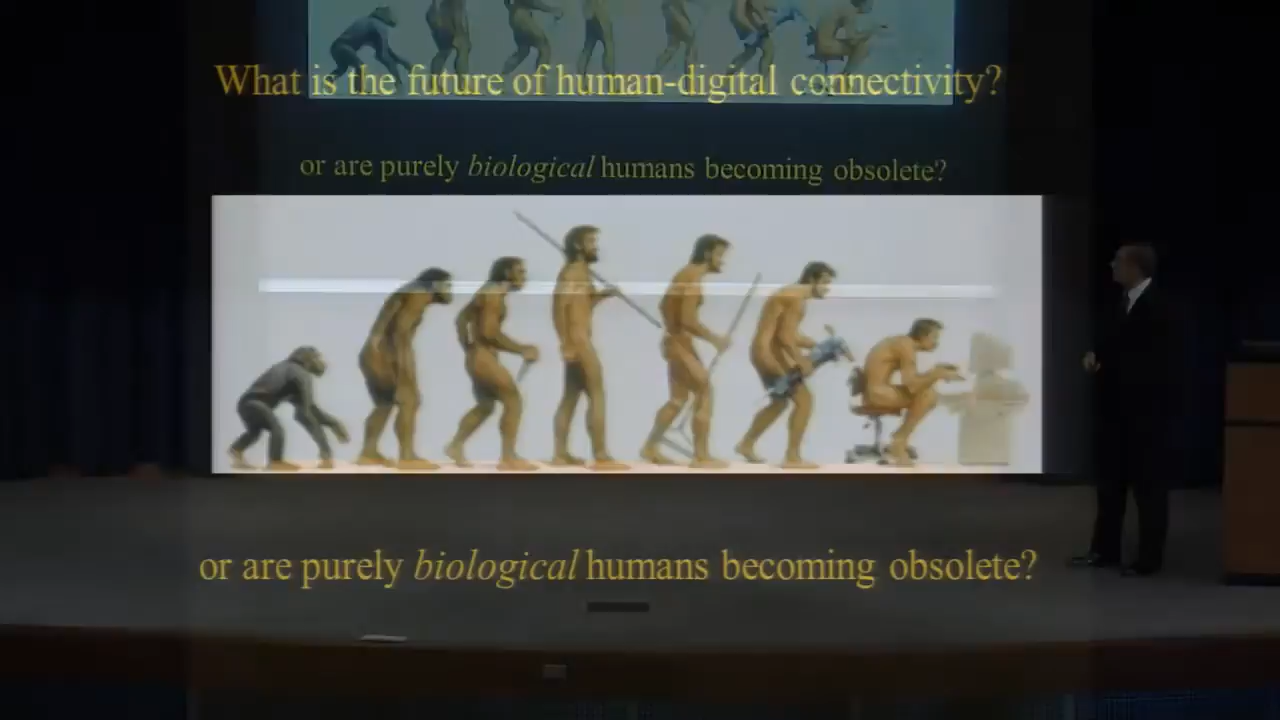 What is the future of human-digital connectivity?
or are purely biological humans becoming obsolete?
or are purely biological humans becoming obsolete?